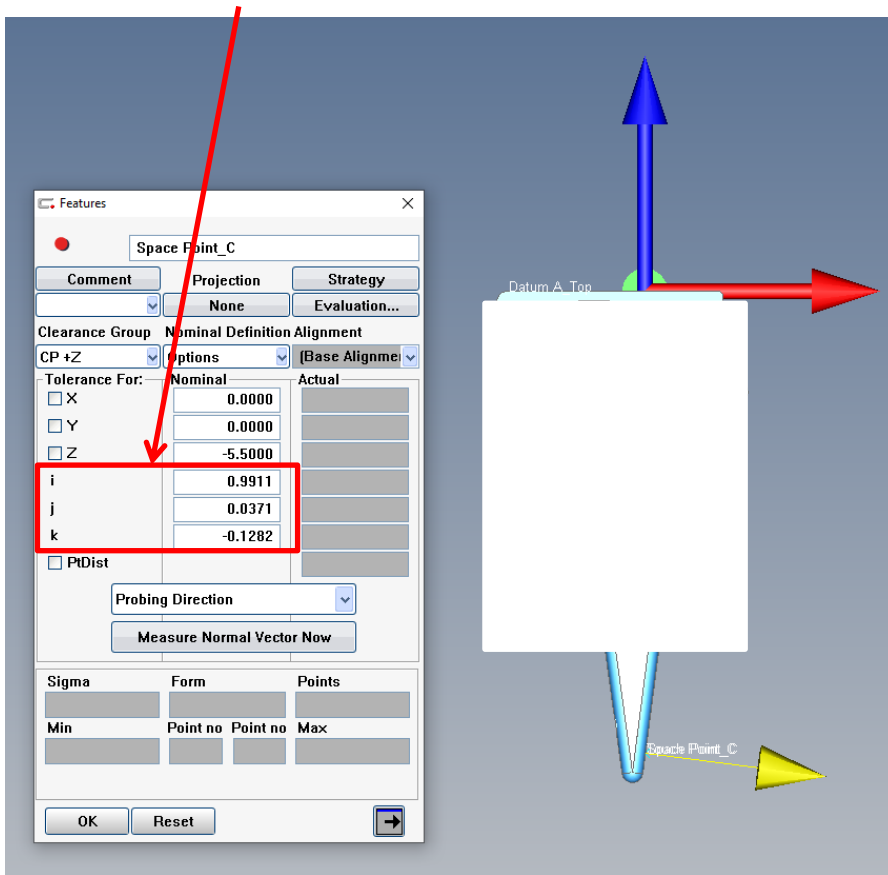 Features
Space Point_C
Comment Projection Strategy
None Evaluation...
Clearance Group Nominal Definition Alignment
CP +Z Options (Base Alignme
Tolerance For: Nominal Actual
X 0.0000
Y 0.0000
Z -5.5000
i 0.9911
j 0.0371
k -0.1282
PtDist
Probing Direction
Measure Normal Vector Now
Sigma Form Points
Min Point no Point no Max
OK Reset
Datum A_Top
Space Point_C